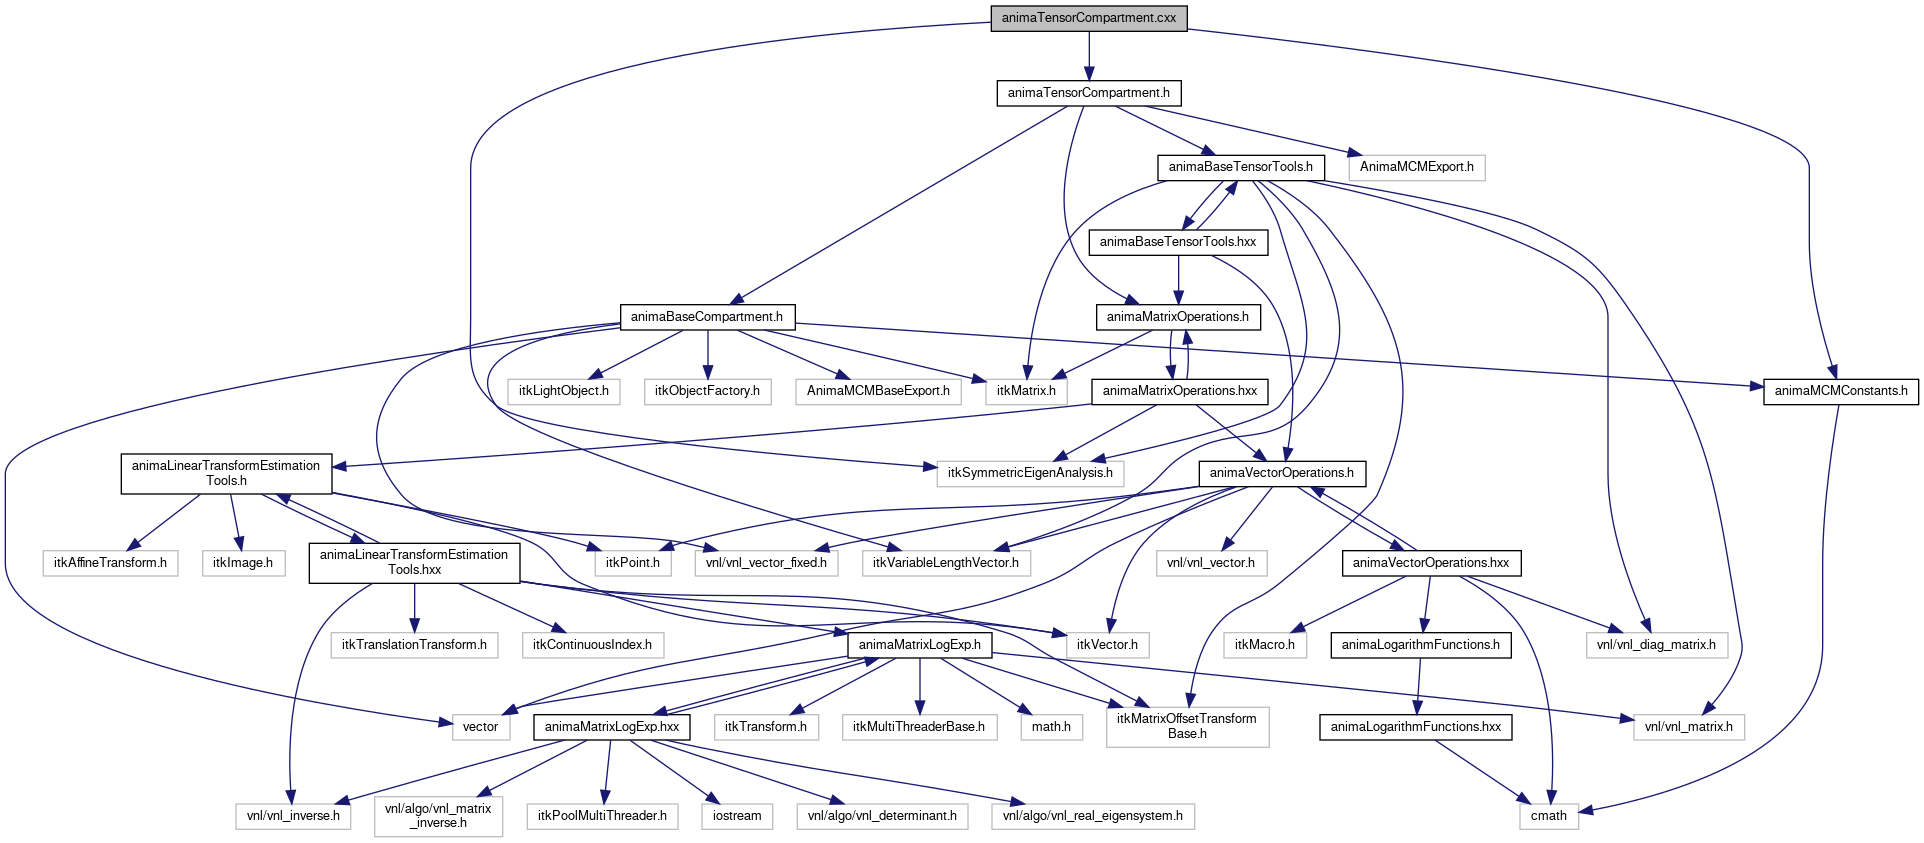 animaTensorCompartment.cxx
animaTensorCompartment.h
animaBaseTensorTools.h
AnimaMCMExport.h
animaBaseTensorTools.hxx
animaBaseCompartment.h
animaMatrixOperations.h
itkLightObject.h
itkObjectFactory.h
AnimaMCMBaseExport.h
itkMatrix.h
animaMatrixOperations.hxx
animaMCMConstants.h
animaLinearTransformEstimation
Tools.h
itkSymmetricEigenAnalysis.h
animaVectorOperations.h
itkAffineTransform.h
itkImage.h
animaLinearTransformEstimation
Tools.hxx
itkPoint.h
vnl/vnl_vector_fixed.h
itkVariableLengthVector.h
vnl/vnl_vector.h
animaVectorOperations.hxx
itkTranslationTransform.h
itkContinuousIndex.h
animaMatrixLogExp.h
itkVector.h
itkMacro.h
animaLogarithmFunctions.h
vnl/vnl_diag_matrix.h
vector
animaMatrixLogExp.hxx
itkTransform.h
itkMultiThreaderBase.h
math.h
itkMatrixOffsetTransform
Base.h
animaLogarithmFunctions.hxx
vnl/vnl_matrix.h
vnl/vnl_inverse.h
vnl/algo/vnl_matrix
_inverse.h
itkPoolMultiThreader.h
iostream
vnl/algo/vnl_determinant.h
vnl/algo/vnl_real_eigensystem.h
cmath